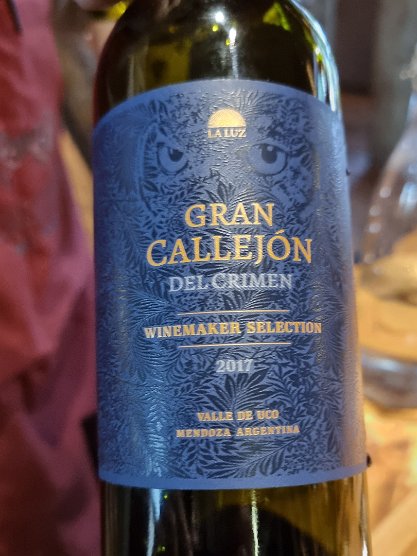 LA LUZ
GRAN
CALLEJÓN
DEL CRIMEN
WINEMAKER SELECTION
2017
VALLE DE UCO
MENDOZA ARGENTINA